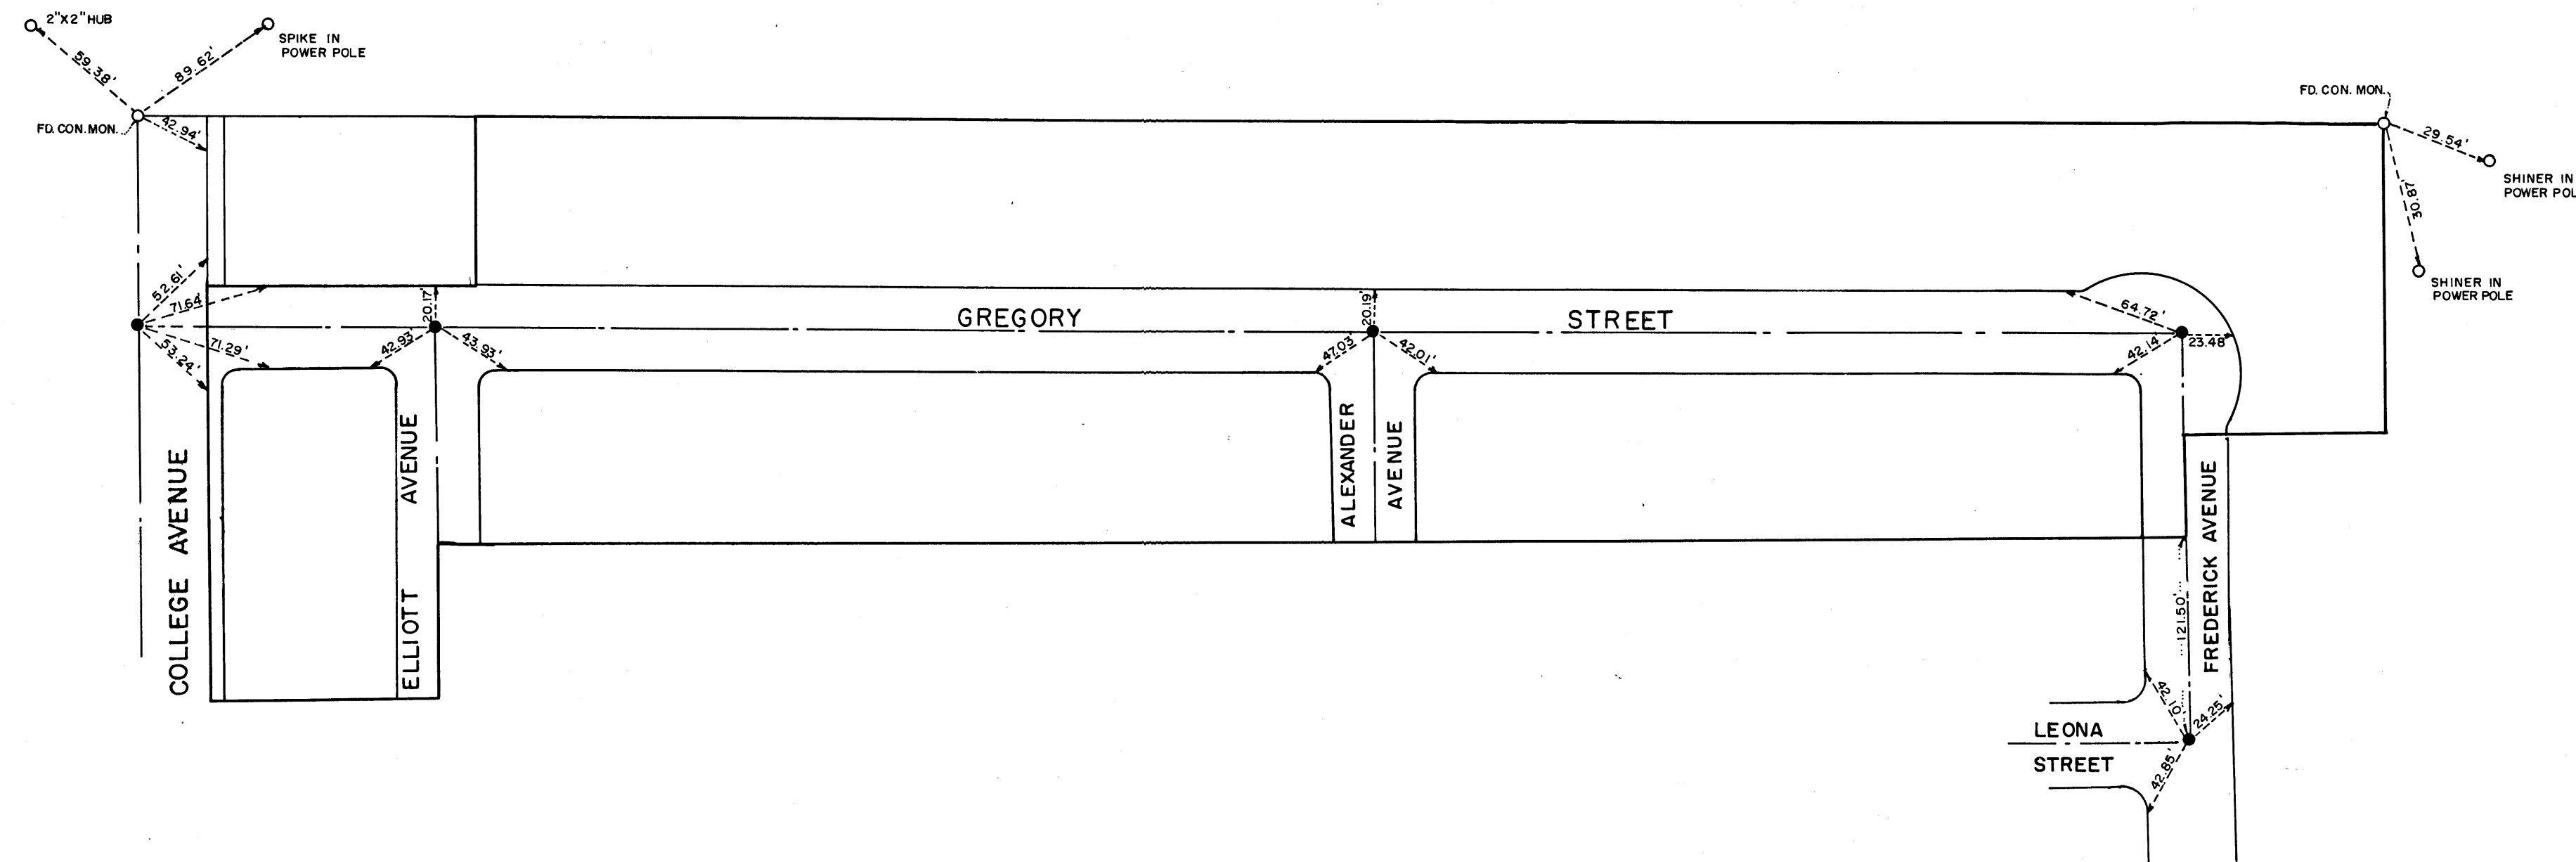 2"X2" HUB
SPIKE IN
POWER POLE
59.38'
89.62'
FD. CON. MON.
42.94'
FD. CON. MON.
29.54'
SHINER IN
POWER POL
30.87'
SHINER IN
POWER POLE
52.61'
71.64'
71.29'
53.24'
20.17'
42.93'
43.93'
GREGORY
STREET
20.19'
47.03'
42.01'
64.72'
23.48'
42.14'
COLLEGE AVENUE
ELLIOTT AVENUE
ALEXANDER
AVENUE
FREDERICK AVENUE
121.50'
42.10'
24.25'
42.85'
LEONA
STREET